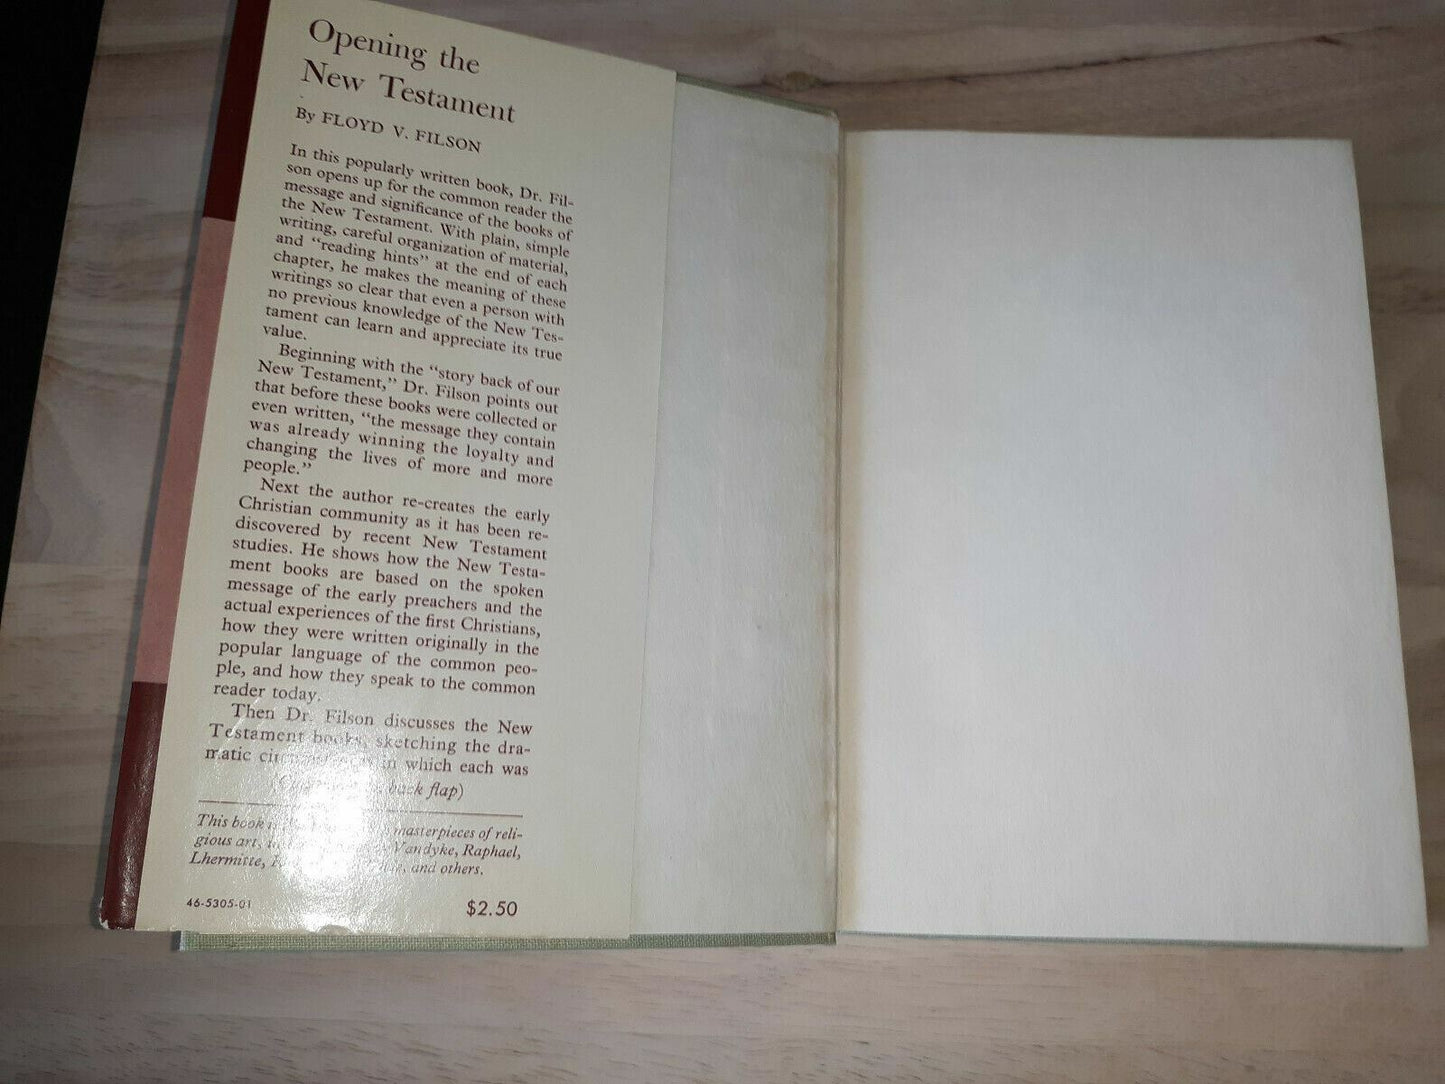 Opening the
New Testament
By FLOYD V. FILSON
In this popularly written book, Dr. Fil-
son opens up for the common reader the
message and significance of the books of
the New Testament. With plain, simple
writing, careful organization of material,
and "reading hints" at the end of each
chapter, he makes the meaning of these
writings so clear that even a person with
no previous knowledge of the New Tes-
tament can learn and appreciate its true
value.
Beginning with the "story back of our
New Testament," Dr. Filson points out
that before these books were collected or
even written, "the message they contain
was already winning the loyalty and
changing the lives of more and more
people."
Next the author re-creates the early
Christian community as it has been re-
discovered by recent New Testament
studies. He shows how the New Testa-
ment books are based on the spoken
message of the early preachers and the
actual experiences of the first Christians,
how they were written originally in the
popular language of the common peo-
ple, and how they speak to the common
reader today.
Then Dr. Filson discusses the New
Testament books, sketching the dra-
matic in which each was
back flap)
This book masterpieces of reli-
gious art, Vandyke, Raphael,
Lhermitte, and others.
46-5305-01
$2.50